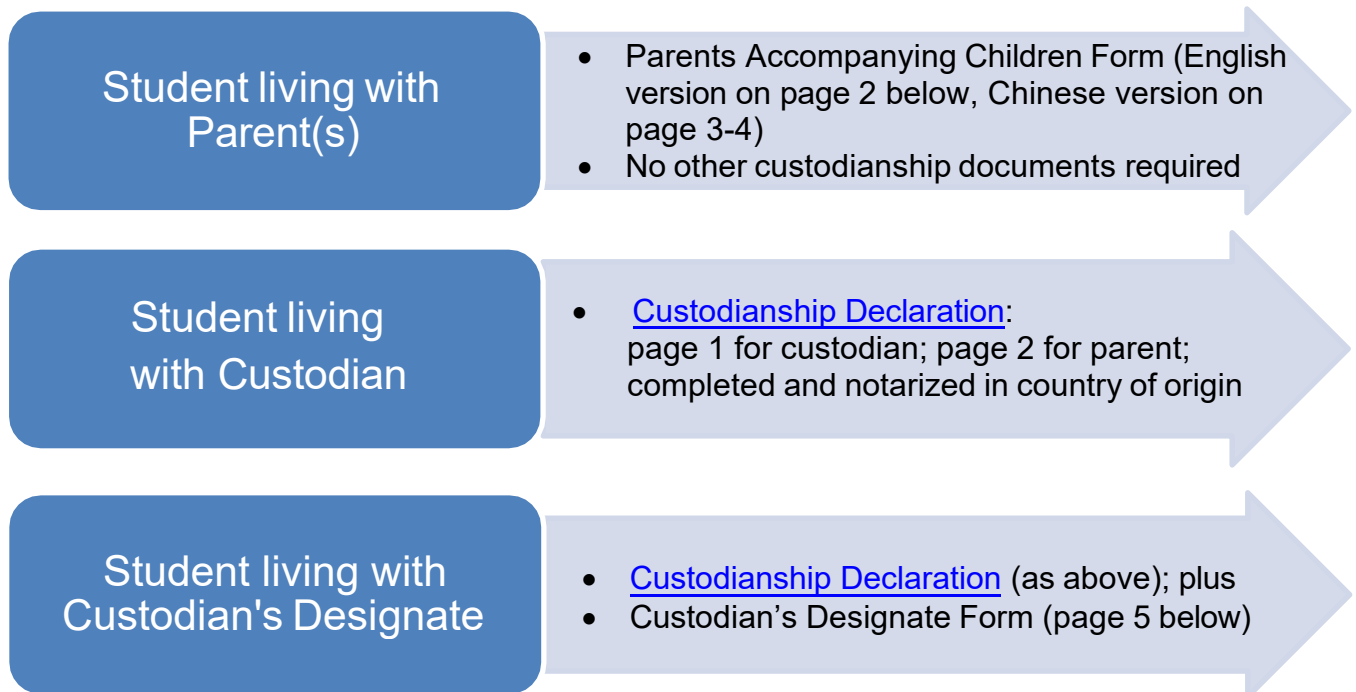 Student living with
Parent(s)
• Parents Accompanying Children Form (English
version on page 2 below, Chinese version on
page 3-4)
• No other custodianship documents required
Student living
with Custodian
• Custodianship Declaration:
page 1 for custodian; page 2 for parent;
completed and notarized in country of origin
Student living with
Custodian's Designate
• Custodianship Declaration (as above); plus
• Custodian’s Designate Form (page 5 below)